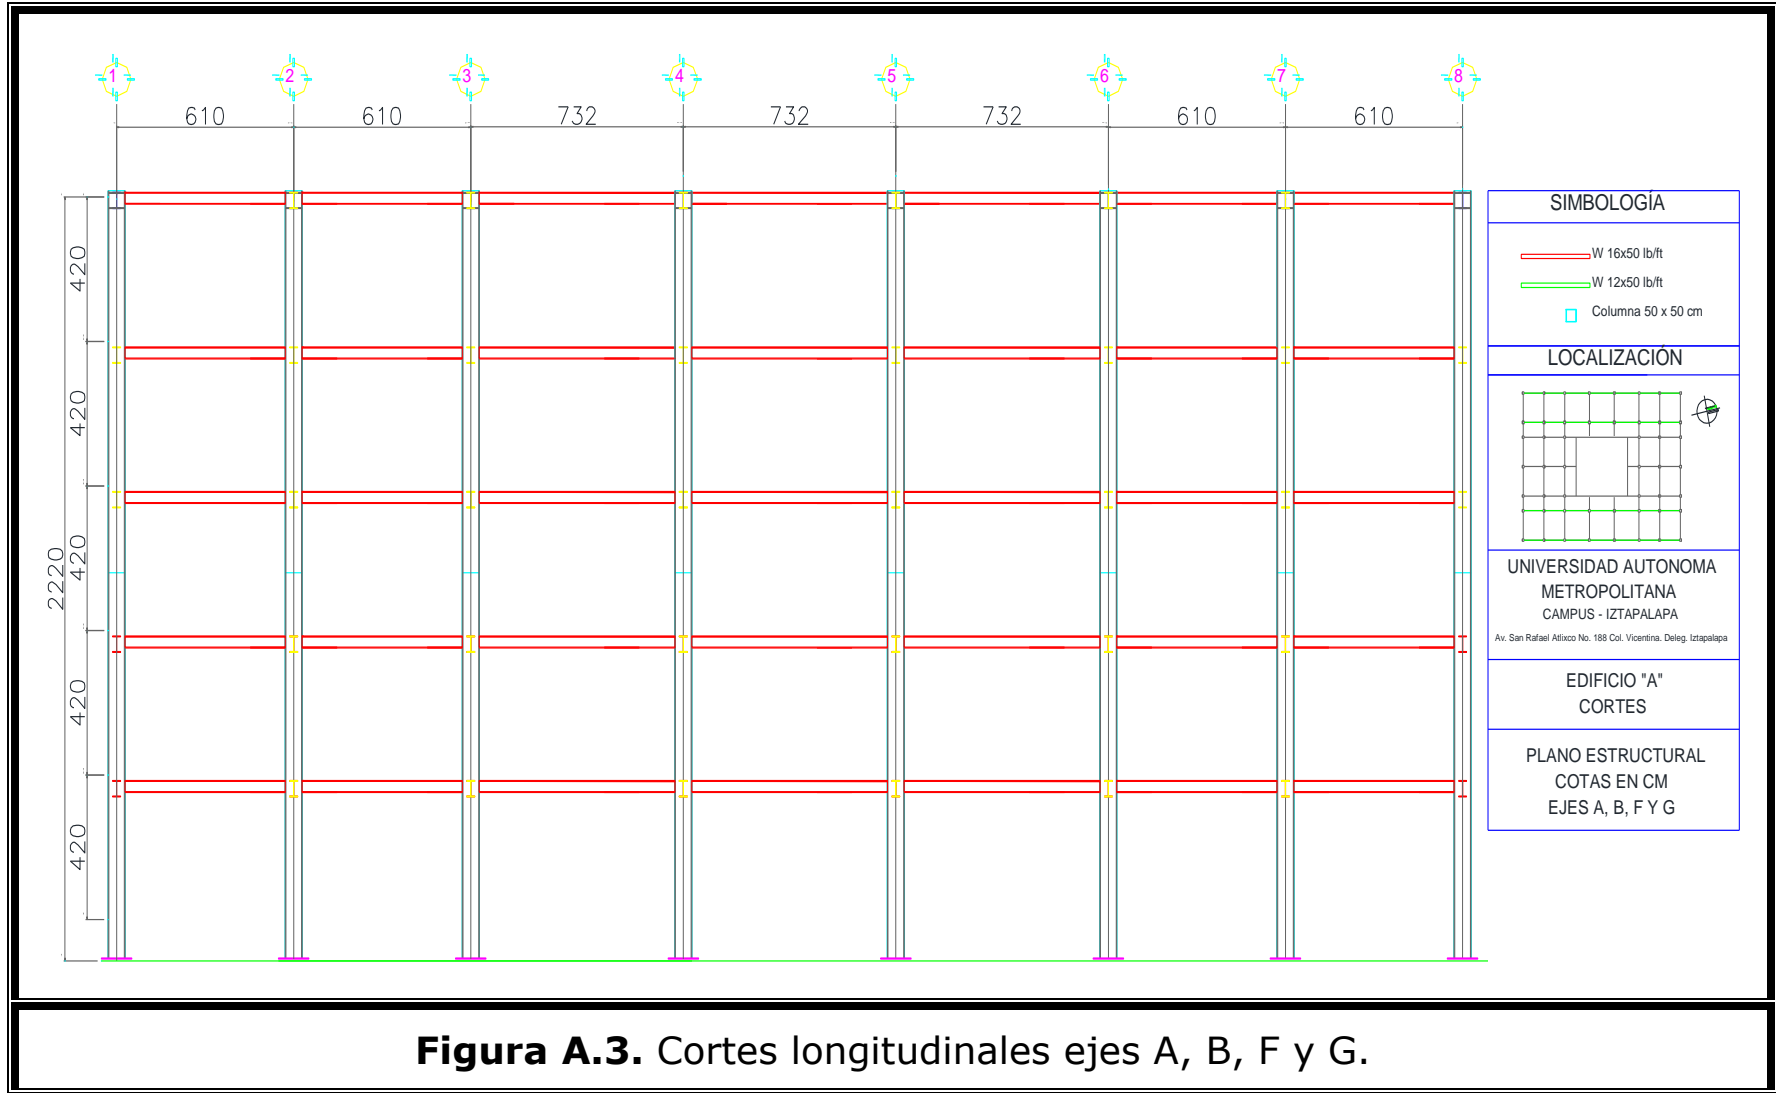 1 2 3 4 5 6 7 8
610 610 732 732 732 610 610
420
420
420
420
420
2220
SIMBOLOGÍA
W 16x50 lb/ft
W 12x50 lb/ft
Columna 50 x 50 cm
LOCALIZACIÓN
UNIVERSIDAD AUTONOMA
METROPOLITANA
CAMPUS - IZTAPALAPA
Av. San Rafael Atlixco No. 188 Col. Vicentina. Deleg. Iztapalapa
EDIFICIO "A"
CORTES
PLANO ESTRUCTURAL
COTAS EN CM
EJES A, B, F Y G
Figura A.3. Cortes longitudinales ejes A, B, F y G.